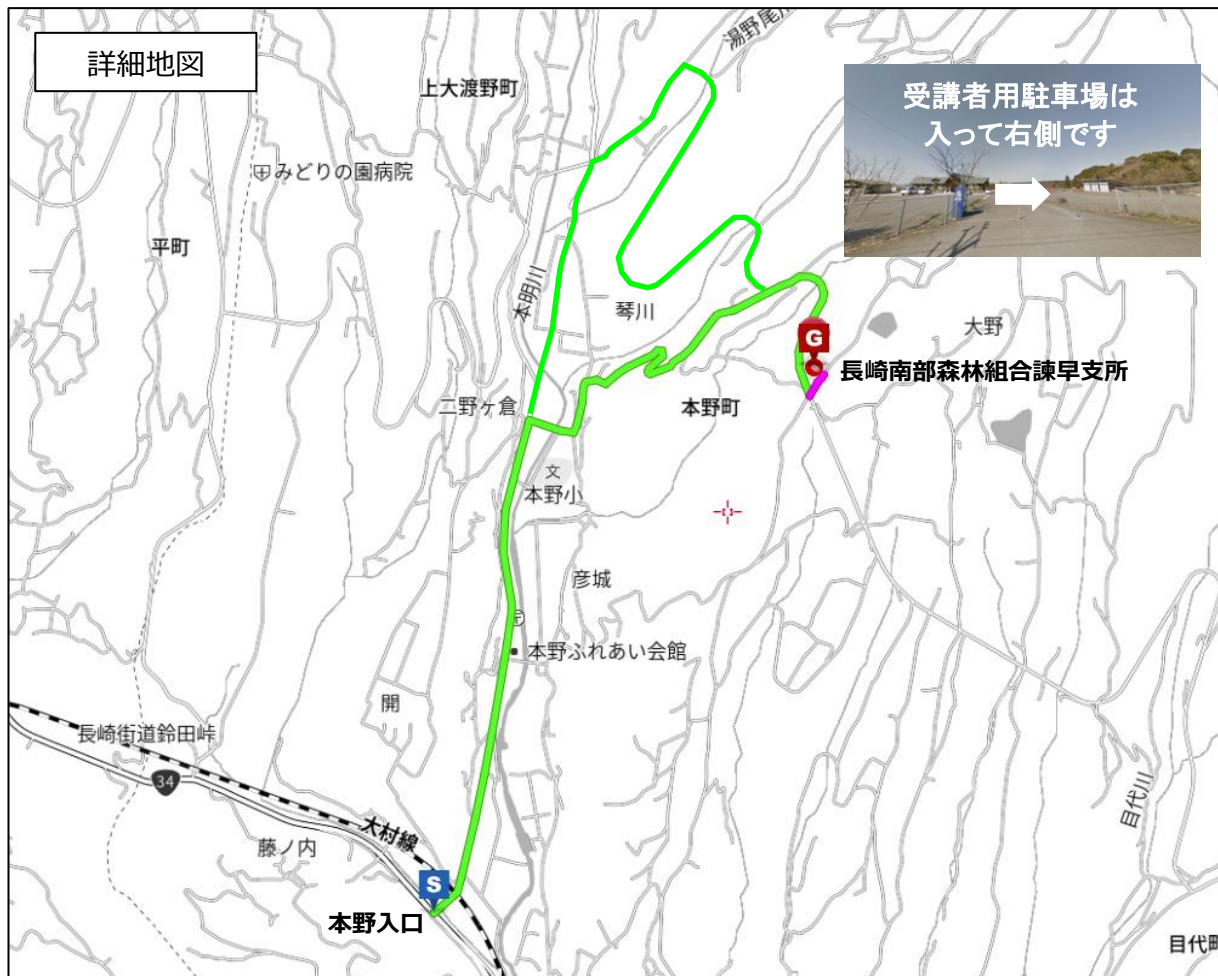 詳細地図
湯野尾川
上大渡野町
受講者用駐車場は
入って右側です
みどりの園病院
平町
本明川
琴川
大野
G
長崎南部森林組合諫早支所
二野ヶ倉
本野町
文
本野小
彦城
〒
本野ふれあい会館
開
長崎街道鈴田峠
34
大村線
目代川
藤ノ内
S
本野入口
目代町